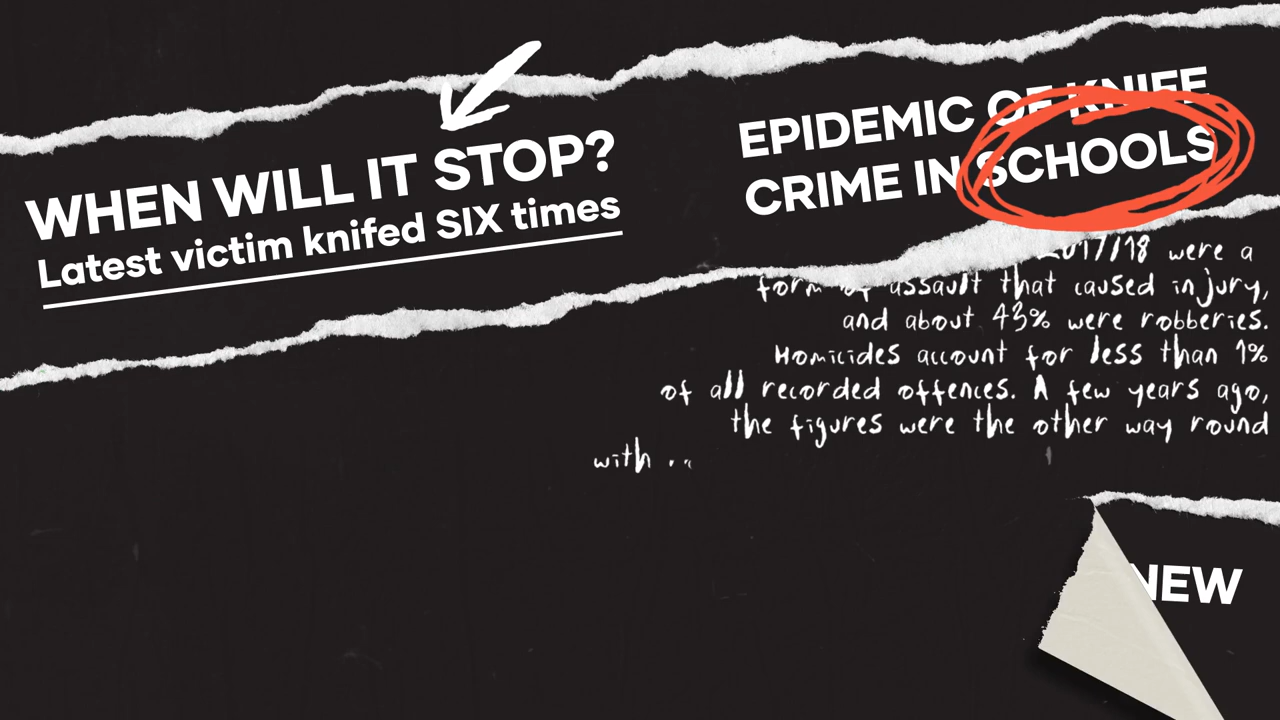 WHEN WILL IT STOP?
Latest victim knifed SIX times
EPIDEMIC OF KNIFE
CRIME IN SCHOOLS
2017/18 were a
form of assault that caused injury,
and about 43% were robberies.
Homicides account for less than 1%
of all recorded offences. A few years ago,
the figures were the other way round
with ..
NEW